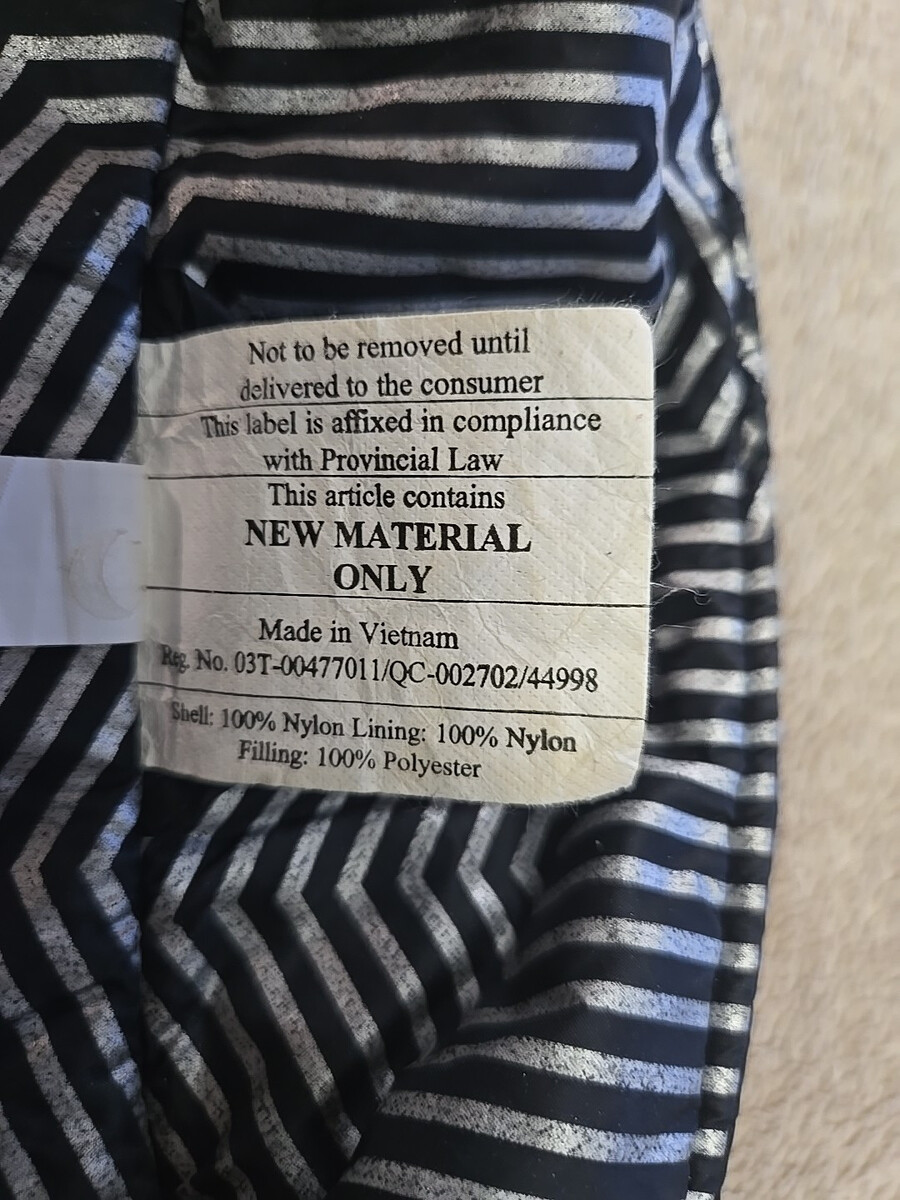 Not to be removed until
delivered to the consumer
This label is affixed in compliance
with Provincial Law
This article contains
NEW MATERIAL
ONLY
Made in Vietnam
Reg. No. 03T-00477011/QC-002702/44998
Shell: 100% Nylon Lining: 100% Nylon
Filling: 100% Polyester